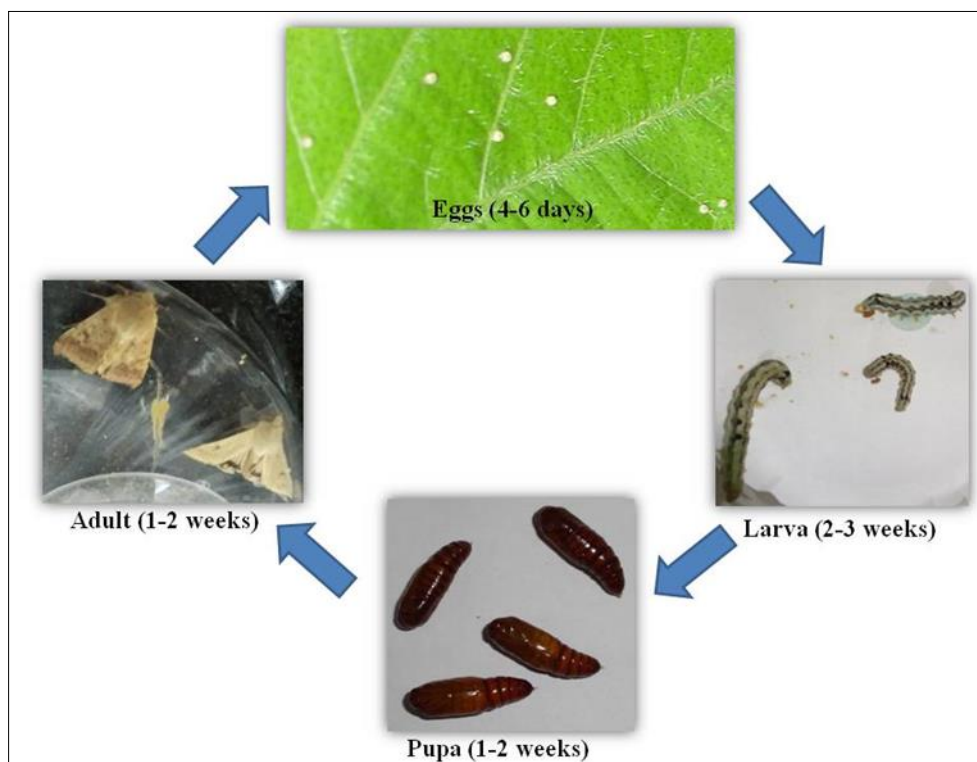 Eggs (4-6 days)
Larva (2-3 weeks)
Pupa (1-2 weeks)
Adult (1-2 weeks)